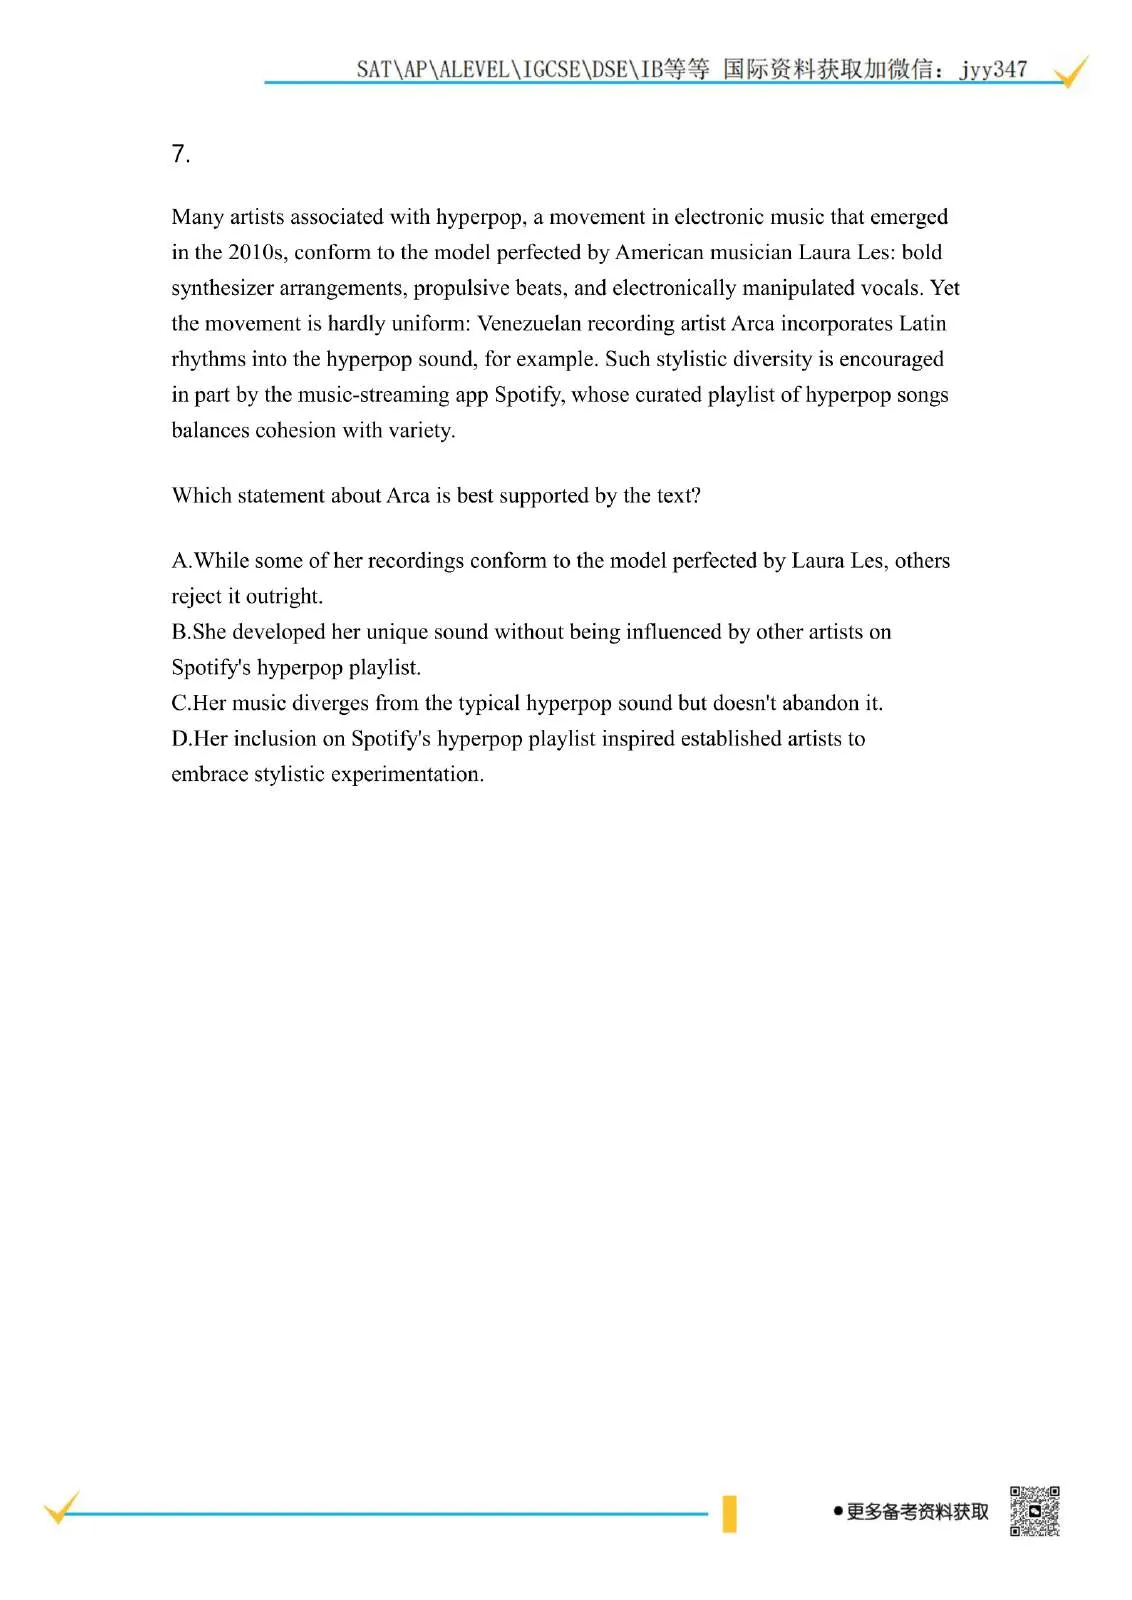 SAT\AP\ALEVEL\IGCSE\DSE\IB等等 国际资料获取加微信：jyy347
7.
Many artists associated with hyperpop, a movement in electronic music that emerged
in the 2010s, conform to the model perfected by American musician Laura Les: bold
synthesizer arrangements, propulsive beats, and electronically manipulated vocals. Yet
the movement is hardly uniform: Venezuelan recording artist Arca incorporates Latin
rhythms into the hyperpop sound, for example. Such stylistic diversity is encouraged
in part by the music-streaming app Spotify, whose curated playlist of hyperpop songs
balances cohesion with variety.
Which statement about Arca is best supported by the text?
A.While some of her recordings conform to the model perfected by Laura Les, others
reject it outright.
B.She developed her unique sound without being influenced by other artists on
Spotify's hyperpop playlist.
C.Her music diverges from the typical hyperpop sound but doesn't abandon it.
D.Her inclusion on Spotify's hyperpop playlist inspired established artists to
embrace stylistic experimentation.
●更多备考资料获取